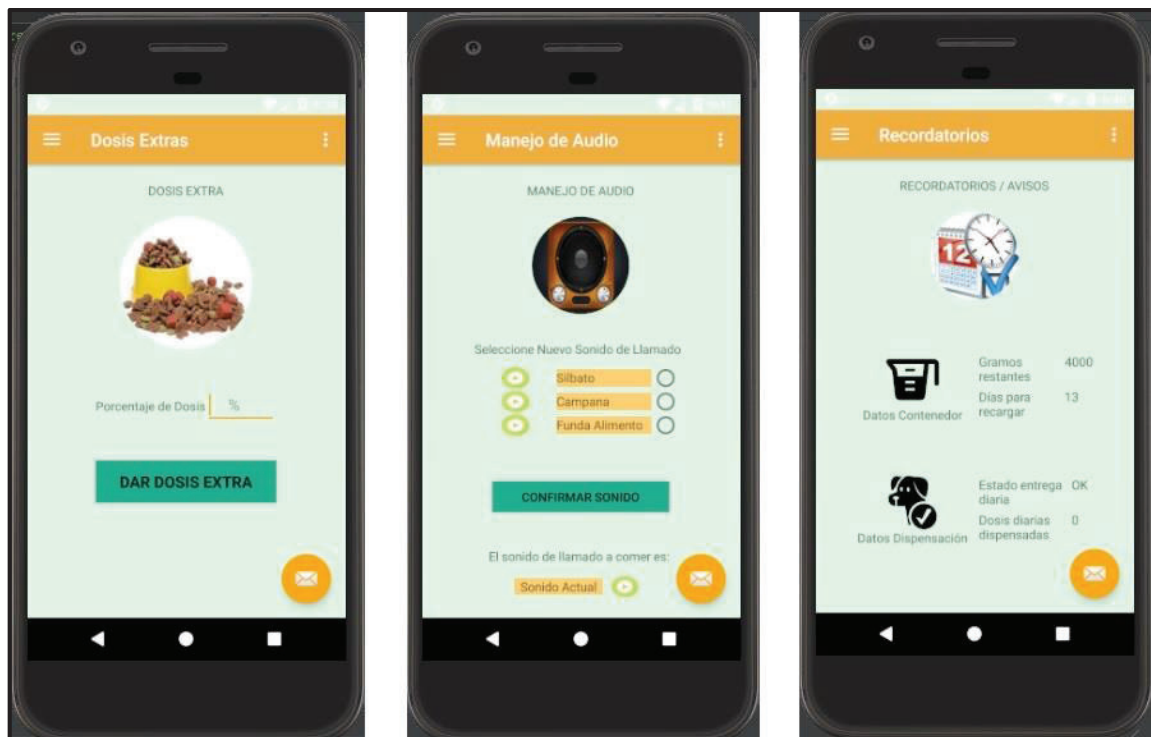 Dosis Extras
DOSIS EXTRA
Porcentaje de Dosis %
DAR DOSIS EXTRA
Manejo de Audio
MANEJO DE AUDIO
Seleccione Nuevo Sonido de Llamado
Silbato
Campana
Funda Alimento
CONFIRMAR SONIDO
El sonido de llamado a comer es:
Sonido Actual
Recordatorios
RECORDATORIOS / AVISOS
12
Gramos 4000
restantes
Días para 13
recargar
Datos Contenedor
Estado entrega OK
diaria
Dosis diarias 0
dispensadas
Datos Dispensación